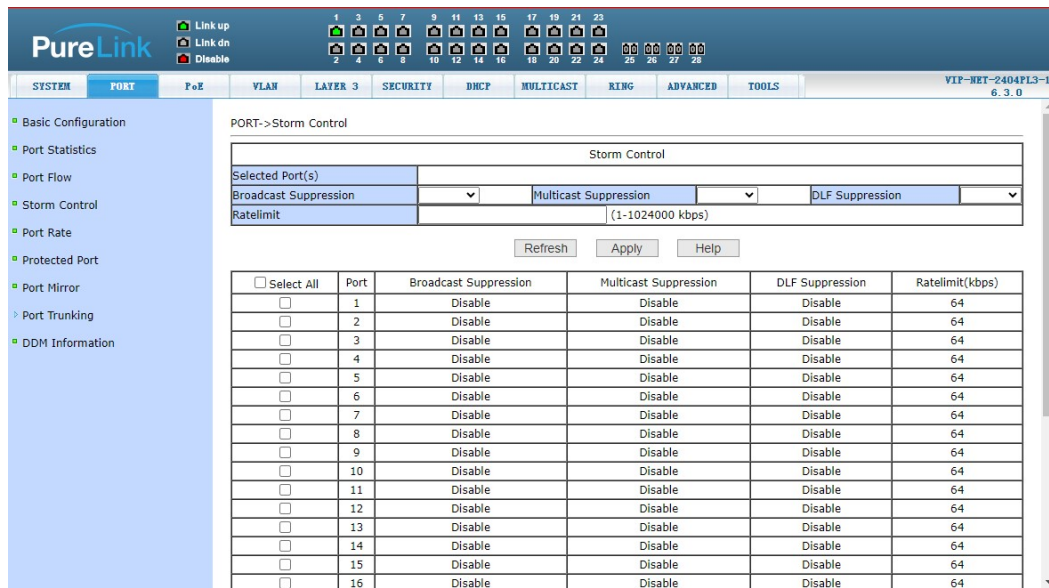 PureLink
Link up
Link dn
Disable
1 3 5 7 9 11 13 15 17 19 21 23
2 4 6 8 10 12 14 16 18 20 22 24 25 26 27 28
SYSTEM PORT PoE VLAN LAYER 3 SECURITY DHCP MULTICAST RING ADVANCED TOOLS
VIP-NET-2404PL3-1
6.3.0
Basic Configuration
Port Statistics
Port Flow
Storm Control
Port Rate
Protected Port
Port Mirror
Port Trunking
DDM Information
PORT->Storm Control
Storm Control
Selected Port(s)
Broadcast Suppression Multicast Suppression DLF Suppression
Ratelimit (1-1024000 kbps)
Refresh Apply Help
Select All Port Broadcast Suppression Multicast Suppression DLF Suppression Ratelimit(kbps)
1 Disable Disable Disable 64
2 Disable Disable Disable 64
3 Disable Disable Disable 64
4 Disable Disable Disable 64
5 Disable Disable Disable 64
6 Disable Disable Disable 64
7 Disable Disable Disable 64
8 Disable Disable Disable 64
9 Disable Disable Disable 64
10 Disable Disable Disable 64
11 Disable Disable Disable 64
12 Disable Disable Disable 64
13 Disable Disable Disable 64
14 Disable Disable Disable 64
15 Disable Disable Disable 64
16 Disable Disable Disable 64